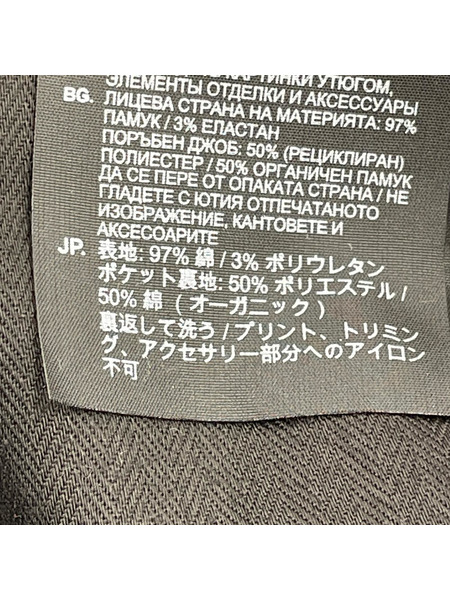 КАРТИНКИ УТЮГОМ,
ЭЛЕМЕНТЫ ОТДЕЛКИ И АКСЕССУАРЫ
BG. ЛИЦЕВА СТРАНА НА МАТЕРИЯТА: 97%
ПАМУК / 3% ЕЛАСТАН
ПОРЪБЕН ДЖОБ: 50% (РЕЦИКЛИРАН)
ПОЛИЕСТЕР / 50% ОРГАНИЧЕН ПАМУК
ДА СЕ ПЕРЕ ОТ ОПАКАТА СТРАНА / НЕ
ГЛАДЕТЕ С ЮТИЯ ОТПЕЧАТАНОТО
ИЗОБРАЖЕНИЕ, КАНТОВЕТЕ И
АКСЕСОАРИТЕ
JP. 表地: 97% 綿 / 3% ポリウレタン
ポケット裏地: 50% ポリエステル /
50% 綿 ( オーガニック )
裏返して洗う / プリント、トリミン
グ、アクセサリー部分へのアイロン
不可